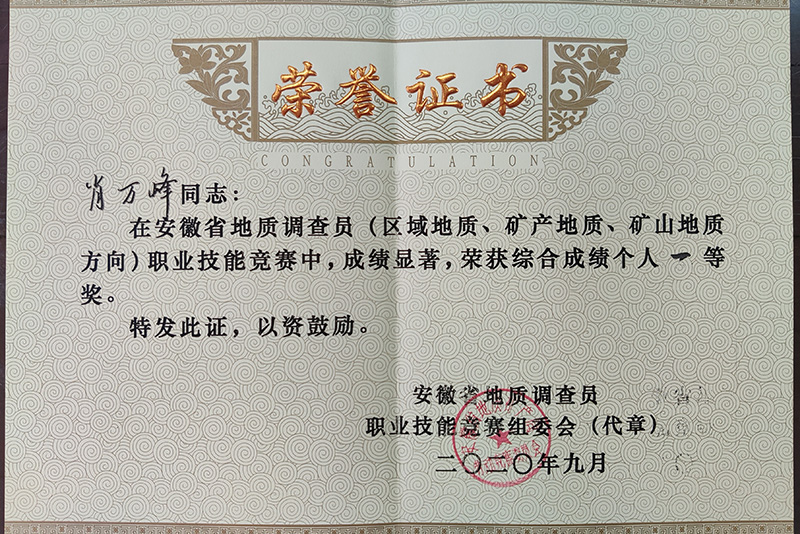 荣誉证书
CONGRATULATION
肖万峰同志：
在安徽省地质调查员（区域地质、矿产地质、矿山地质
方向）职业技能竞赛中，成绩显著，荣获综合成绩个人一等
奖。
特发此证，以资鼓励。
安徽省地质调查员
职业技能竞赛组委会（代章）
二〇二〇年九月